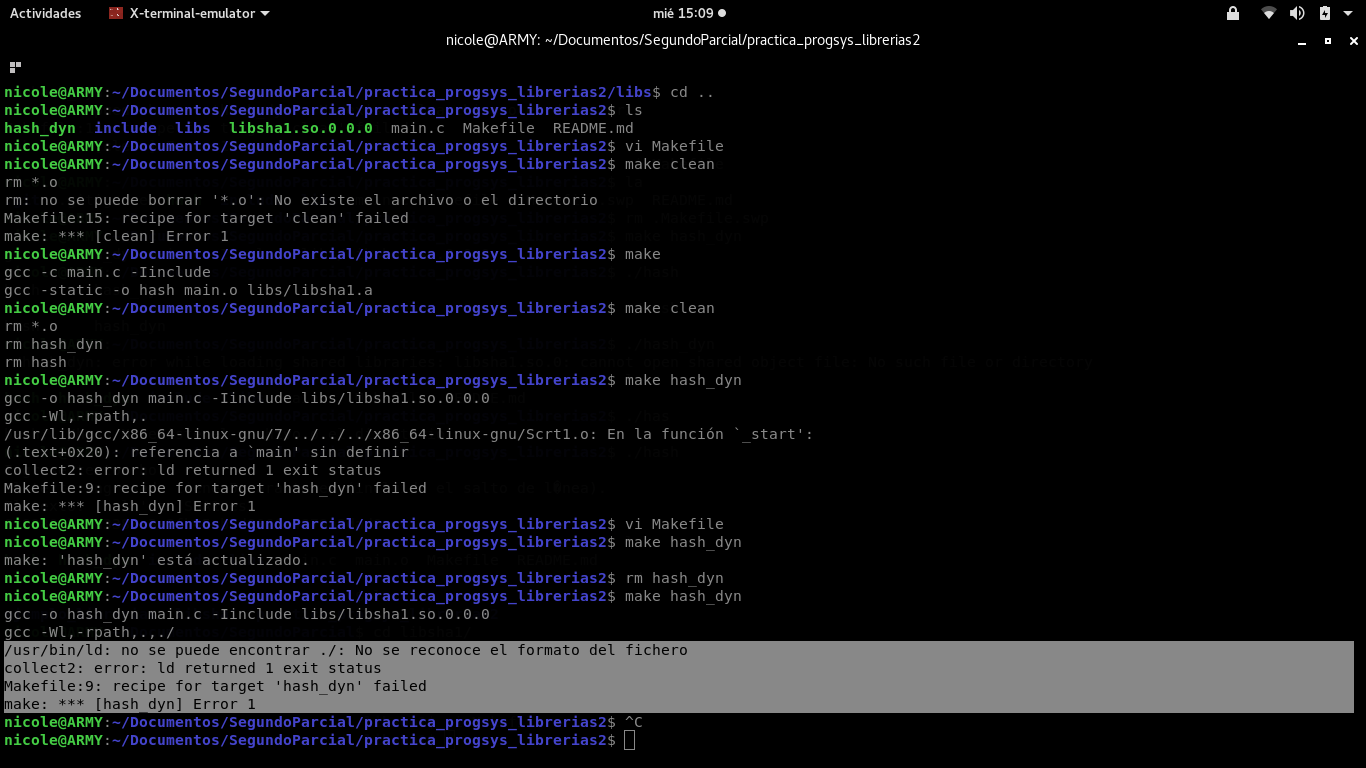 Actividades X-terminal-emulator mié 15:09
nicole@ARMY: ~/Documentos/SegundoParcial/practica_progsys_librerias2
nicole@ARMY:~/Documentos/SegundoParcial/practica_progsys_librerias2/libs$ cd ..
nicole@ARMY:~/Documentos/SegundoParcial/practica_progsys_librerias2$ ls
hash_dyn include libs libsha1.so.0.0.0 main.c Makefile README.md
nicole@ARMY:~/Documentos/SegundoParcial/practica_progsys_librerias2$ vi Makefile
nicole@ARMY:~/Documentos/SegundoParcial/practica_progsys_librerias2$ make clean
rm *.o
rm: no se puede borrar '*.o': No existe el archivo o el directorio
Makefile:15: recipe for target 'clean' failed
make: *** [clean] Error 1
nicole@ARMY:~/Documentos/SegundoParcial/practica_progsys_librerias2$ make
gcc -c main.c -Iinclude
gcc -static -o hash main.o libs/libsha1.a
nicole@ARMY:~/Documentos/SegundoParcial/practica_progsys_librerias2$ make clean
rm *.o
rm hash_dyn
rm hash
nicole@ARMY:~/Documentos/SegundoParcial/practica_progsys_librerias2$ make hash_dyn
gcc -o hash_dyn main.c -Iinclude libs/libsha1.so.0.0.0
gcc -Wl,-rpath,.
/usr/lib/gcc/x86_64-linux-gnu/7/../../../x86_64-linux-gnu/Scrt1.o: En la función `_start':
(.text+0x20): referencia a `main' sin definir
collect2: error: ld returned 1 exit status
Makefile:9: recipe for target 'hash_dyn' failed
make: *** [hash_dyn] Error 1
nicole@ARMY:~/Documentos/SegundoParcial/practica_progsys_librerias2$ vi Makefile
nicole@ARMY:~/Documentos/SegundoParcial/practica_progsys_librerias2$ make hash_dyn
make: 'hash_dyn' está actualizado.
nicole@ARMY:~/Documentos/SegundoParcial/practica_progsys_librerias2$ rm hash_dyn
nicole@ARMY:~/Documentos/SegundoParcial/practica_progsys_librerias2$ make hash_dyn
gcc -o hash_dyn main.c -Iinclude libs/libsha1.so.0.0.0
gcc -Wl,-rpath,.,./
/usr/bin/ld: no se puede encontrar ./: No se reconoce el formato del fichero
collect2: error: ld returned 1 exit status
Makefile:9: recipe for target 'hash_dyn' failed
make: *** [hash_dyn] Error 1
nicole@ARMY:~/Documentos/SegundoParcial/practica_progsys_librerias2$ ^C
nicole@ARMY:~/Documentos/SegundoParcial/practica_progsys_librerias2$